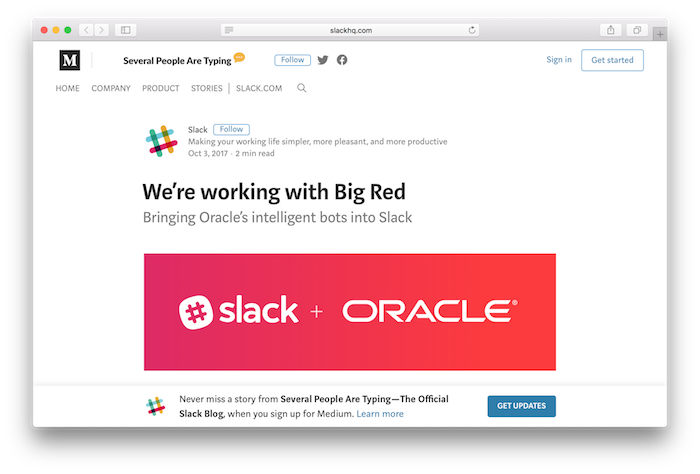 slackhq.com
M
Several People Are Typing
Follow
Sign in
Get started
HOME COMPANY PRODUCT STORIES SLACK.COM
Slack Follow
Making your working life simpler, more pleasant, and more productive
Oct 3, 2017 · 2 min read
We're working with Big Red
Bringing Oracle's intelligent bots into Slack
slack + ORACLE®
Never miss a story from Several People Are Typing—The Official
Slack Blog, when you sign up for Medium. Learn more
GET UPDATES